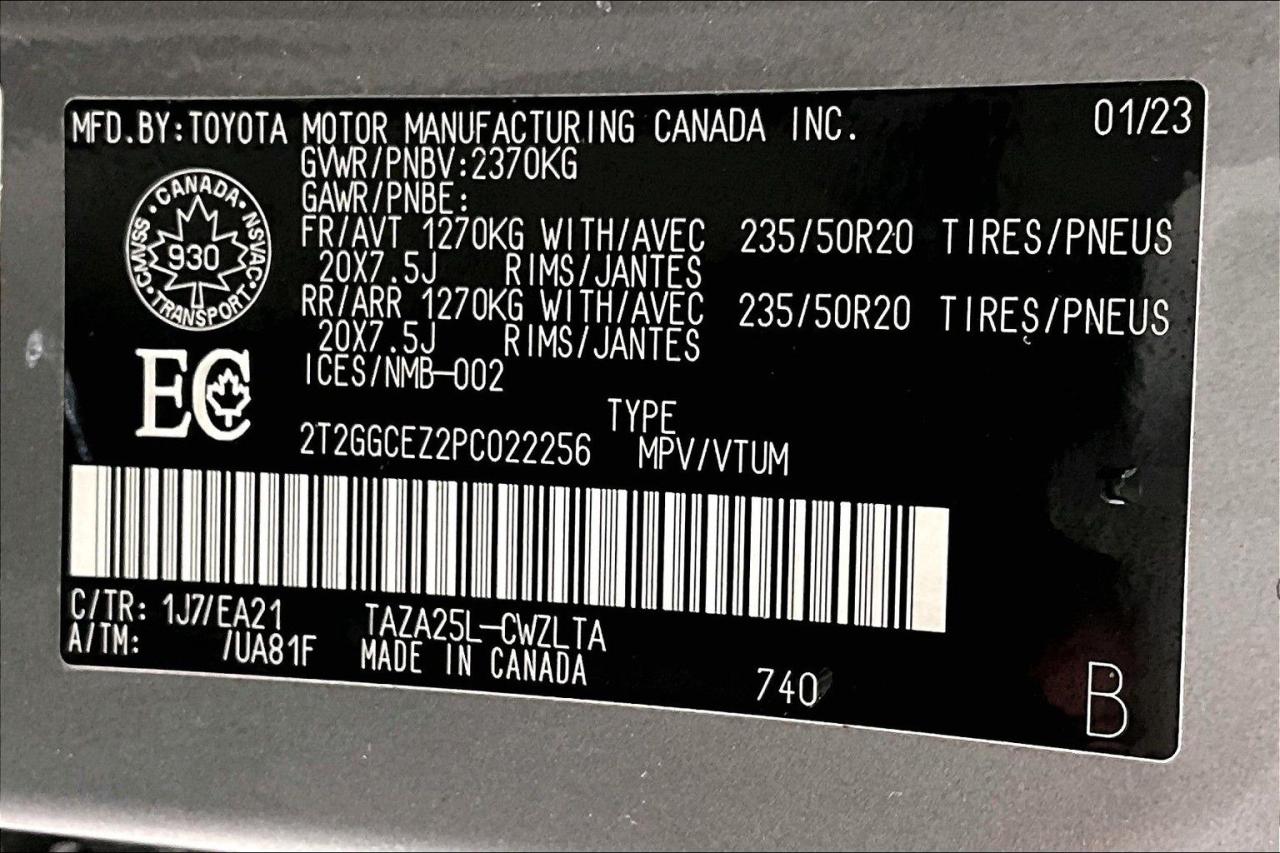 MFD.BY:TOYOTA MOTOR MANUFACTURING CANADA INC. 01/23
GVWR/PNBV:2370KG
GAWR/PNBE:
FR/AVT 1270KG WITH/AVEC 235/50R20 TIRES/PNEUS
20X7.5J RIMS/JANTES
RR/ARR 1270KG WITH/AVEC 235/50R20 TIRES/PNEUS
20X7.5J RIMS/JANTES
ICES/NMB-002
CANADA
CMVSS
930
NSVAC
TRANSPORT
EC
TYPE
2T2GGCEZ2PC022256 MPV/VTUM
C/TR: 1J7/EA21 TAZA25L-CWZLTA
A/TM: /UA81F MADE IN CANADA
740
B